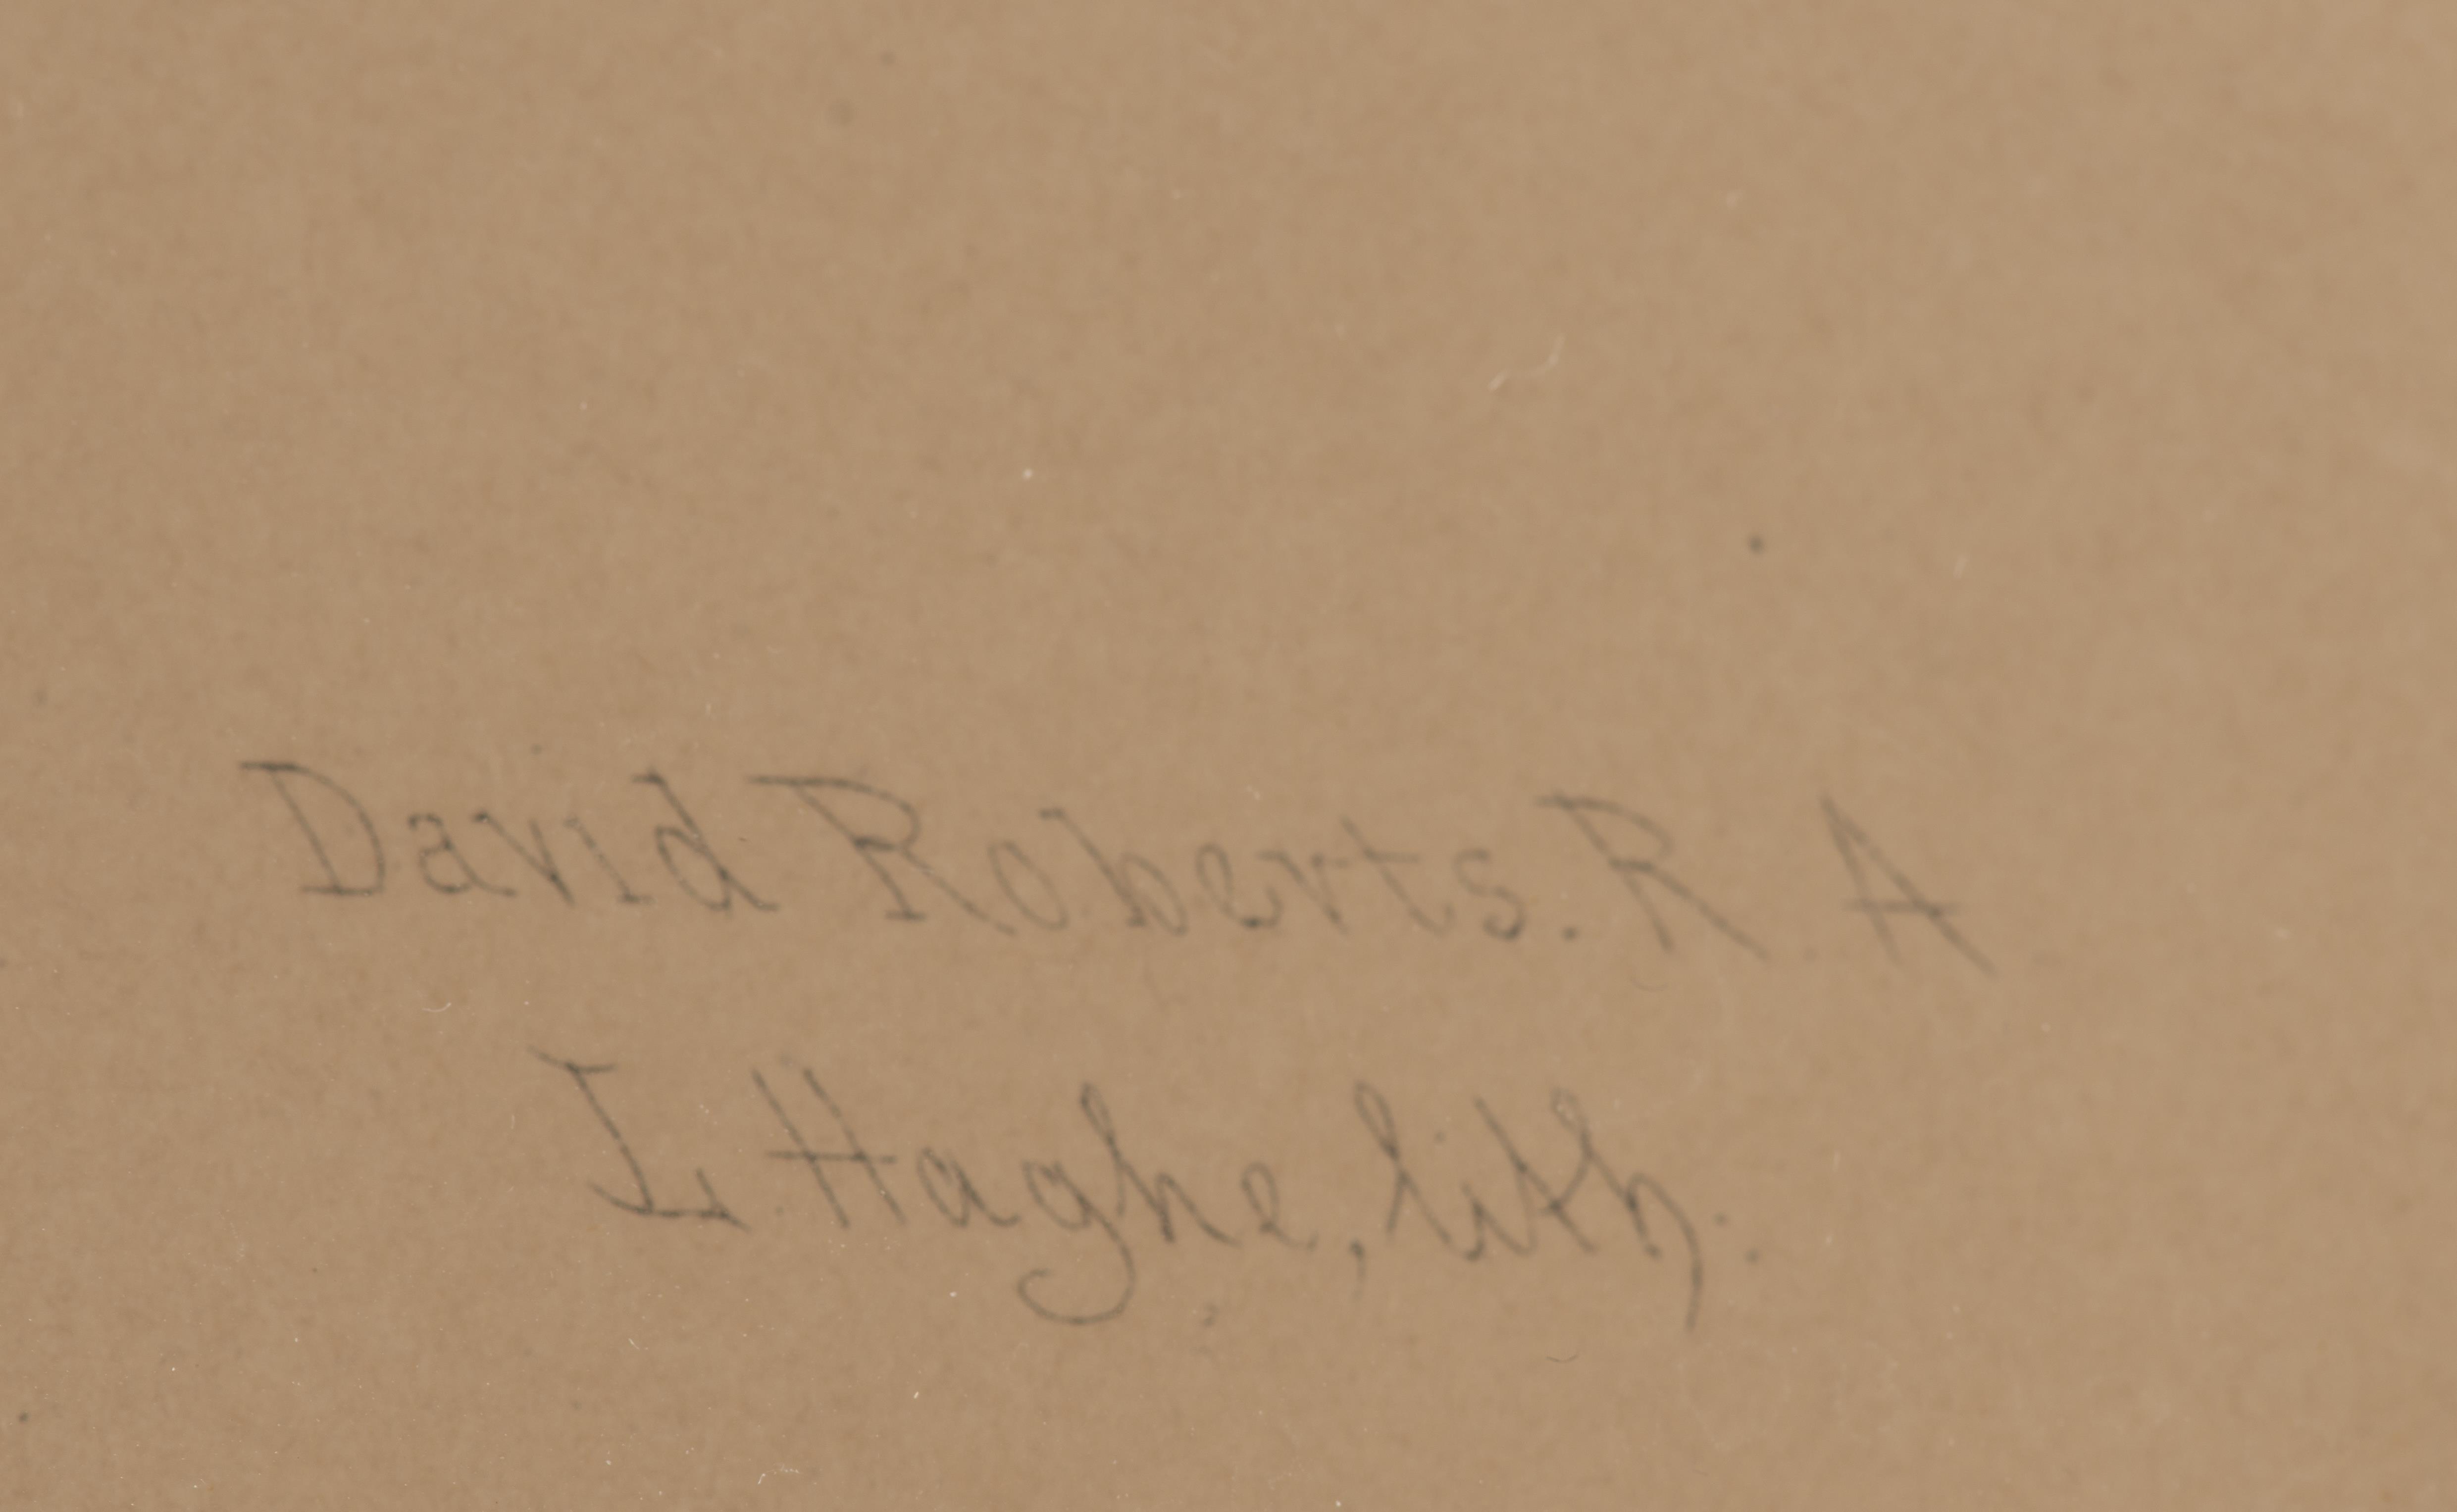 David Roberts. R. A
L. Haghe, lith.